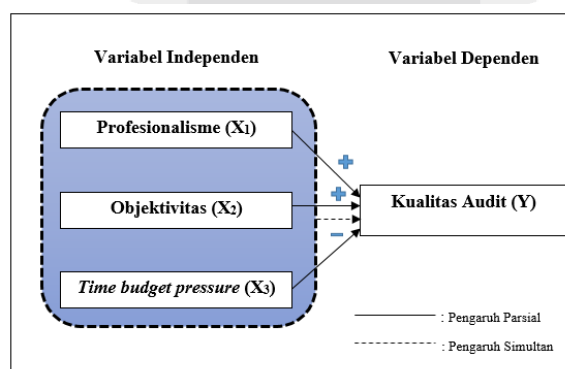 Variabel Independen
Variabel Dependen
Profesionalisme (X1)
Objektivitas (X2)
Time budget pressure (X3)
Kualitas Audit (Y)
: Pengaruh Parsial
: Pengaruh Simultan